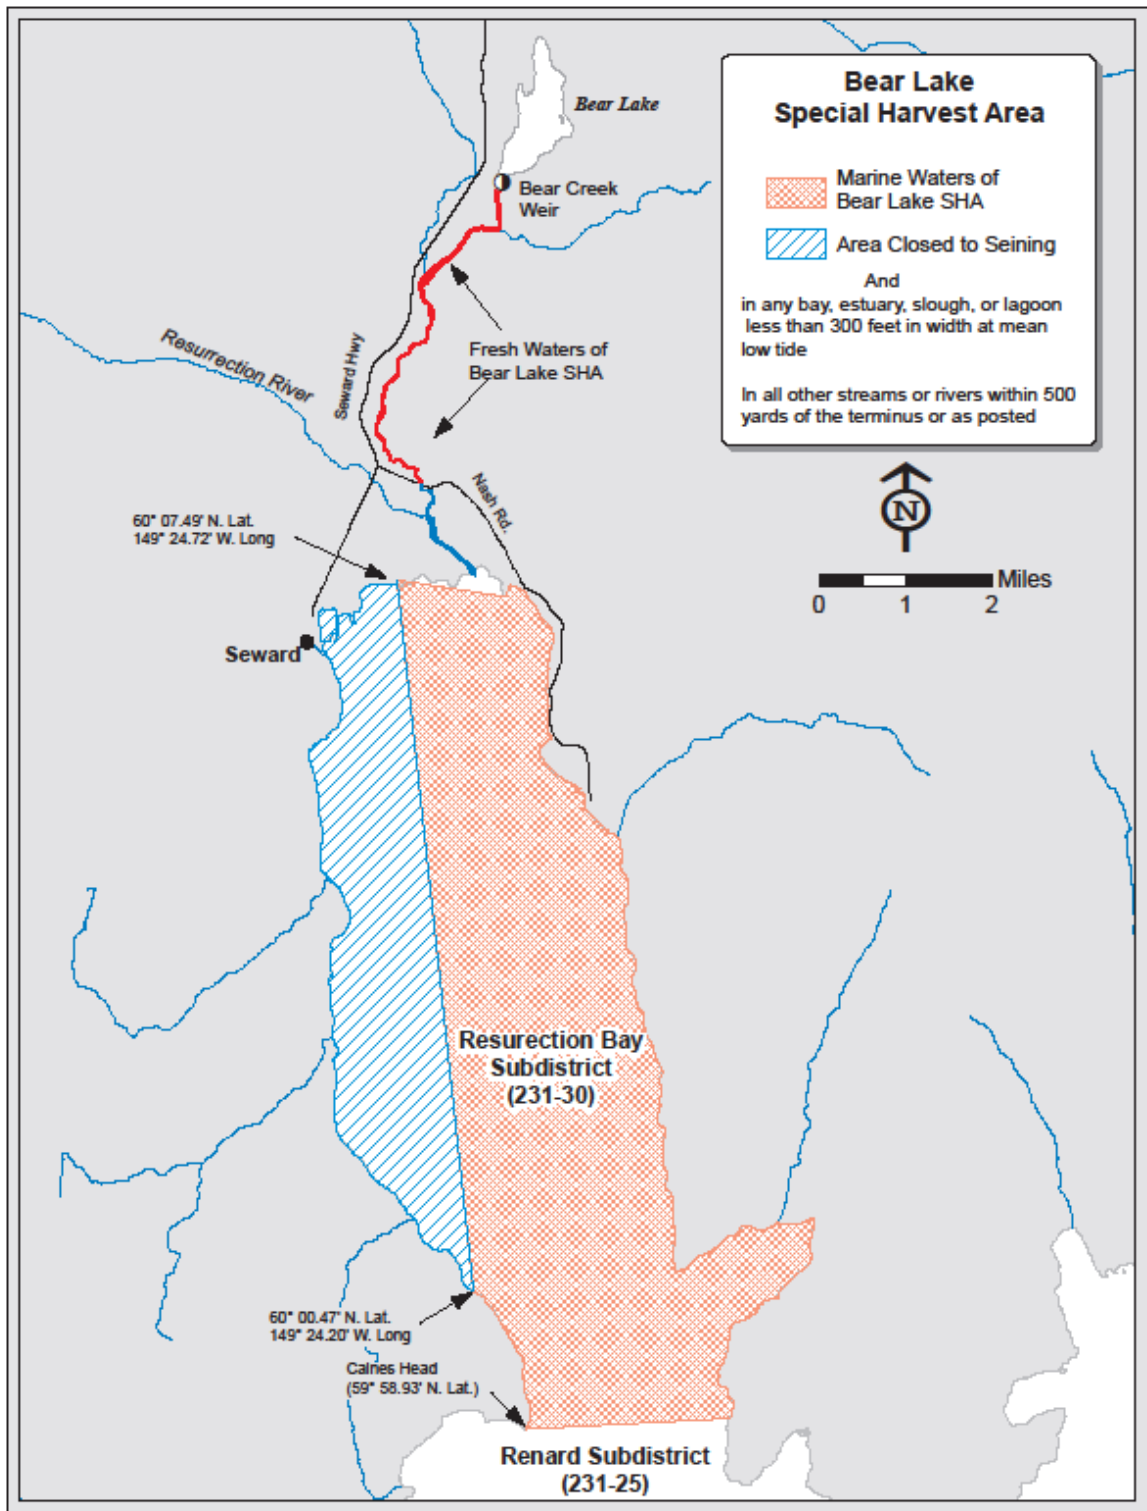 Bear Lake
Special Harvest Area
Marine Waters of
Bear Lake SHA
Area Closed to Seining
And
in any bay, estuary, slough, or lagoon
less than 300 feet in width at mean
low tide
In all other streams or rivers within 500
yards of the terminus or as posted
Bear Lake
Bear Creek
Weir
Fresh Waters of
Bear Lake SHA
Seward Hwy
Resurrection River
Nash Rd.
N
Miles
0 1 2
60° 07.49' N. Lat.
149° 24.72' W. Long
Seward
Resurection Bay
Subdistrict
(231-30)
60° 00.47' N. Lat.
149° 24.20' W. Long
Caines Head
(59° 58.93' N. Lat.)
Renard Subdistrict
(231-25)